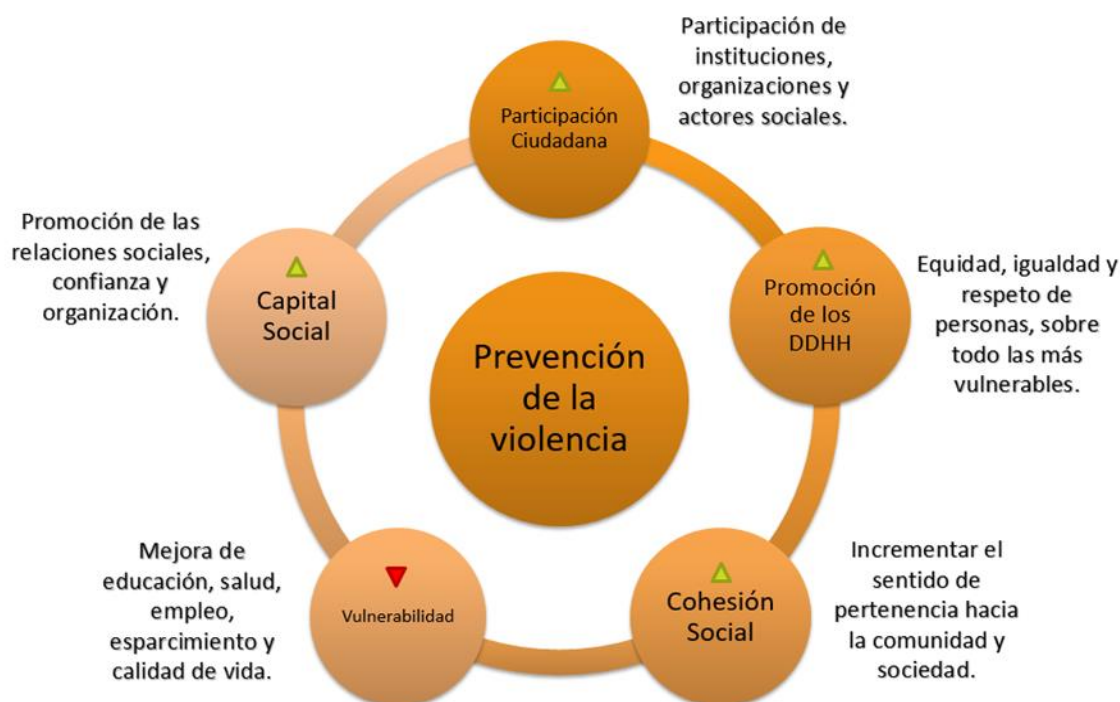 Participación de
instituciones,
organizaciones y
actores sociales.
Participación
Ciudadana
Promoción de las
relaciones sociales,
confianza y
organización.
Capital
Social
Promoción
de los
DDHH
Equidad, igualdad y
respeto de
personas, sobre
todo las más
vulnerables.
Prevención
de la
violencia
Mejora de
educación, salud,
empleo,
esparcimiento y
calidad de vida.
Vulnerabilidad
Cohesión
Social
Incrementar el
sentido de
pertenencia hacia
la comunidad y
sociedad.